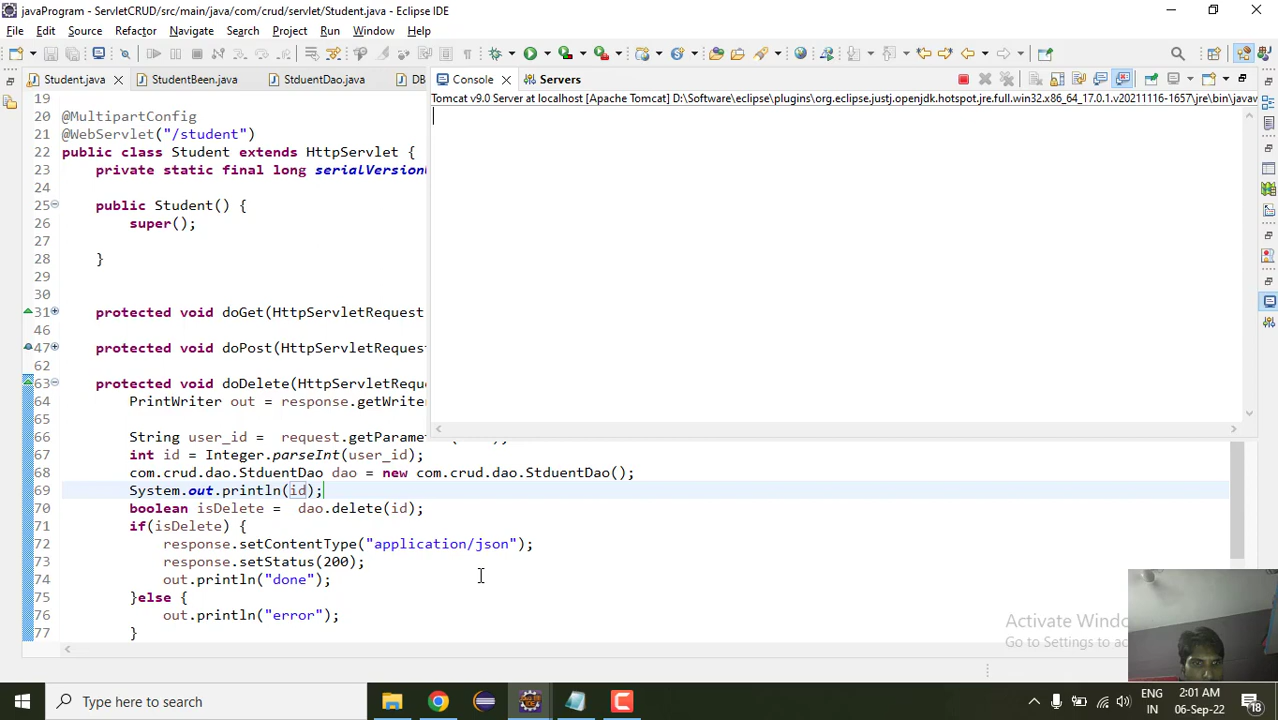 javaProgram - ServletCRUD/src/main/java/com/crud/servlet/Student.java - Eclipse IDE
File Edit Source Refactor Navigate Search Project Run Window Help
Student.java StudentBeen.java StduentDao.java DB Console Servers
Tomcat v9.0 Server at localhost [Apache Tomcat] D:\Software\eclipse\plugins\org.eclipse.justj.openjdk.hotspot.jre.full.win32.x86_64_17.0.1.v20211116-1657\jre\bin\javaw
19
20 @MultipartConfig
21 @WebServlet("/student")
22 public class Student extends HttpServlet {
23 private static final long serialVersionU
24
25 public Student() {
26 super();
27
28 }
29
30
31 protected void doGet(HttpServletRequest
46
47 protected void doPost(HttpServletRequest
62
63 protected void doDelete(HttpServletReque
64 PrintWriter out = response.getWriter
65
66 String user_id = request.getParamet
67 int id = Integer.parseInt(user_id);
68 com.crud.dao.StduentDao dao = new com.crud.dao.StduentDao();
69 System.out.println(id);
70 boolean isDelete = dao.delete(id);
71 if(isDelete) {
72 response.setContentType("application/json");
73 response.setStatus(200);
74 out.println("done");
75 }else {
76 out.println("error");
77 }
Activate Windo
Go to Settings to ac
Type here to search
ENG
IN
2:01 AM
06-Sep-22
18